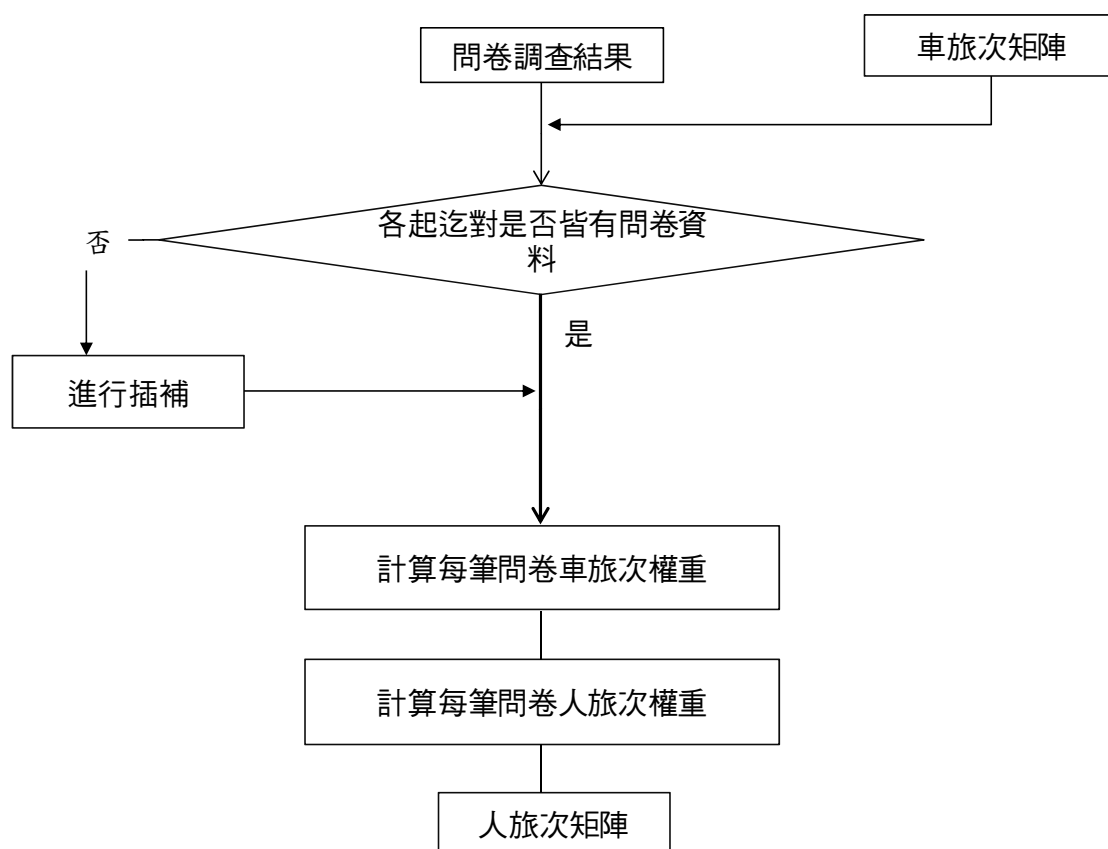 問卷調查結果
車旅次矩陣
各起迄對是否皆有問卷資
料
否
是
進行插補
計算每筆問卷車旅次權重
計算每筆問卷人旅次權重
人旅次矩陣